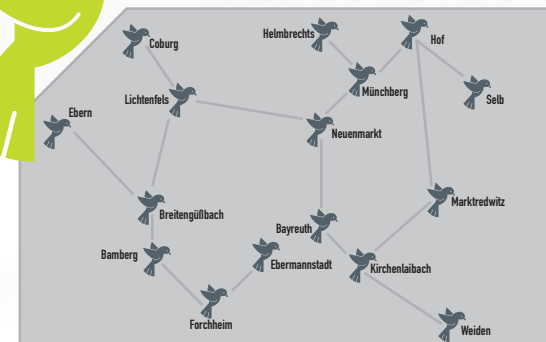 Coburg
Helmbrechts
Hof
Münchberg
Selb
Lichtenfels
Ebern
Neuenmarkt
Marktredwitz
Breitengüßbach
Bayreuth
Bamberg
Ebermannstadt
Kirchenlaibach
Forchheim
Weiden